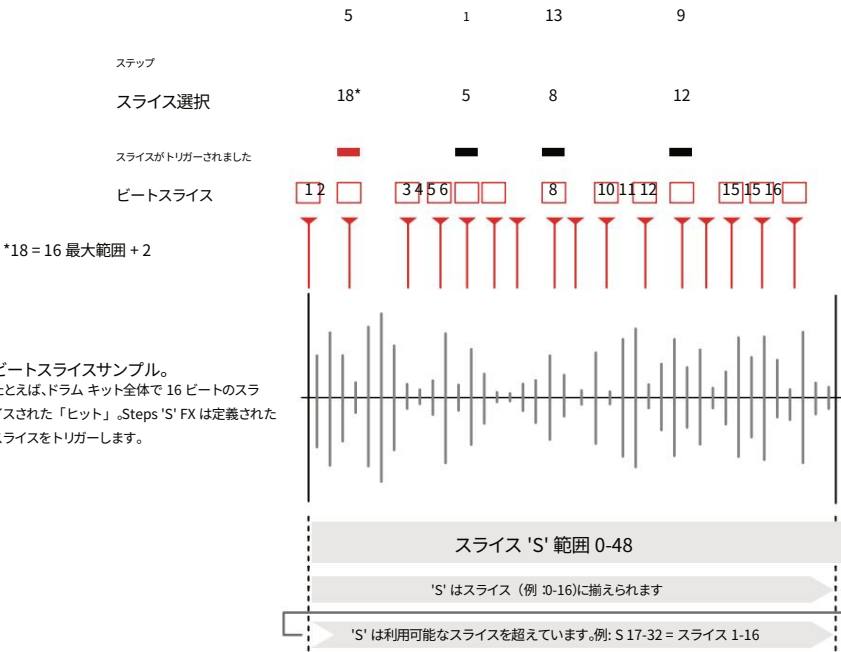 5 1 13 9
ステップ
スライス選択 18* 5 8 12
スライスがトリガーされました
ビートスライス 1 2 3 4 5 6 8 10 11 12 15 15 16
*18 = 16 最大範囲 + 2
ビートスライスサンプル。
たとえば、ドラム キット全体で 16 ビートのスラ
イスされた「ヒット」。Steps 'S' FX は定義された
スライスをトリガーします。
スライス 'S' 範囲 0-48
'S' はスライス（例 :0-16)に揃えられます
'S' は利用可能なスライスを超えています。例: S 17-32 = スライス 1-16